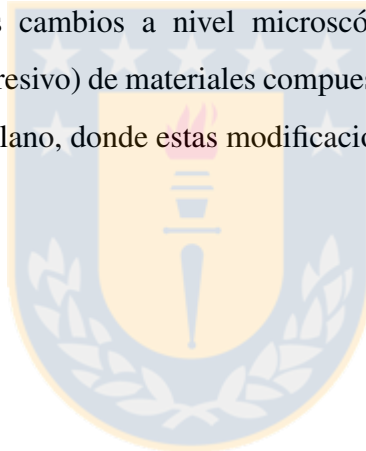 s cambios a nivel microscó
resivo) de materiales compues
lano, donde estas modificacio